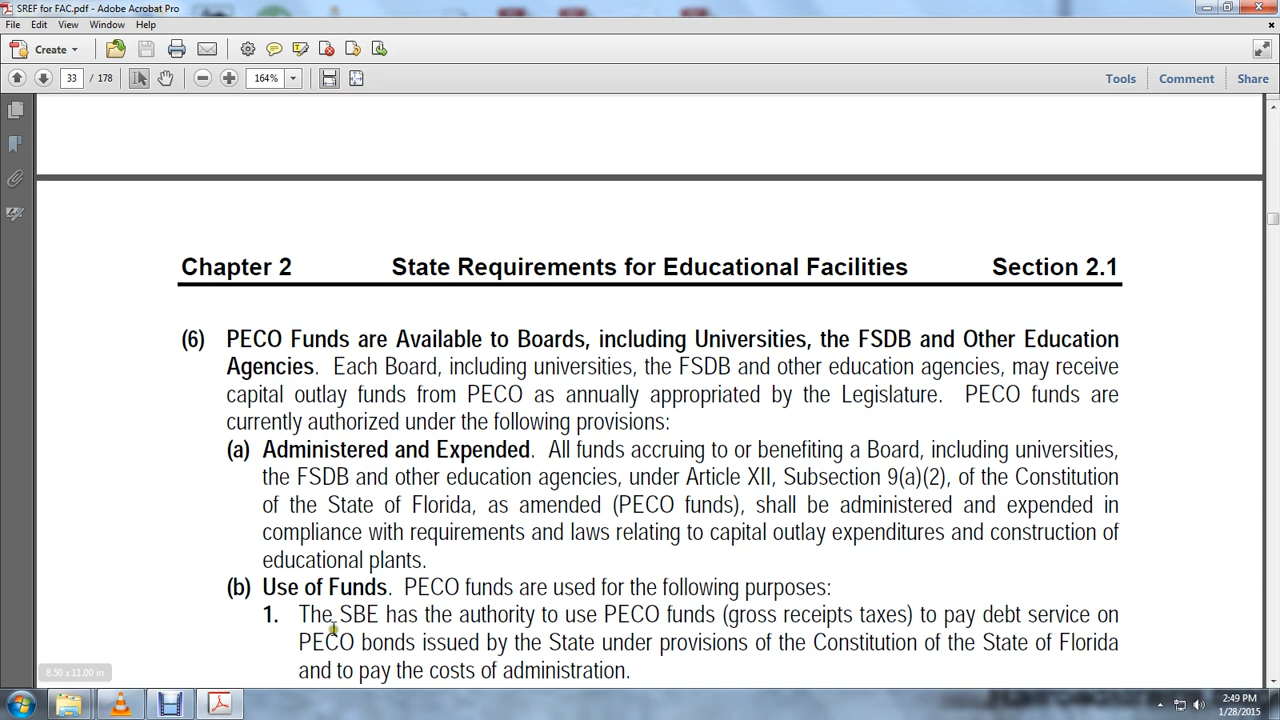 SREF for FAC.pdf - Adobe Acrobat Pro
File Edit View Window Help
Create
33 / 178 164% Tools Comment Share
Chapter 2 State Requirements for Educational Facilities Section 2.1
(6) PECO Funds are Available to Boards, including Universities, the FSDB and Other Education
Agencies. Each Board, including universities, the FSDB and other education agencies, may receive
capital outlay funds from PECO as annually appropriated by the Legislature. PECO funds are
currently authorized under the following provisions:
(a) Administered and Expended. All funds accruing to or benefiting a Board, including universities,
the FSDB and other education agencies, under Article XII, Subsection 9(a)(2), of the Constitution
of the State of Florida, as amended (PECO funds), shall be administered and expended in
compliance with requirements and laws relating to capital outlay expenditures and construction of
educational plants.
(b) Use of Funds. PECO funds are used for the following purposes:
1. The SBE has the authority to use PECO funds (gross receipts taxes) to pay debt service on
PECO bonds issued by the State under provisions of the Constitution of the State of Florida
and to pay the costs of administration.
8.50 x 11.00 in
2:49 PM
1/28/2015